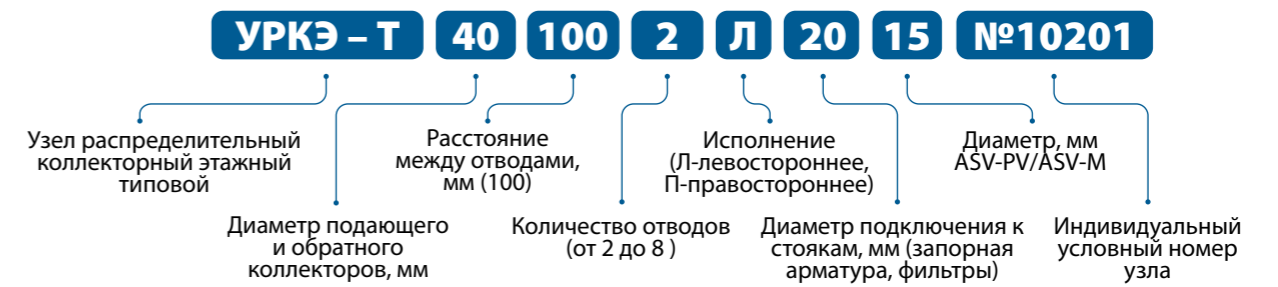 УРКЭ – Т 40 100 2 Л 20 15 №10201
Узел распределительный
коллекторный этажный
типовой
Диаметр подающего
и обратного
коллекторов, мм
Расстояние
между отводами,
мм (100)
Количество отводов
(от 2 до 8 )
Исполнение
(Л-левостороннее,
П-правостороннее)
Диаметр подключения к
стоякам, мм (запорная
арматура, фильтры)
Диаметр, мм
ASV-PV/ASV-M
Индивидуальный
условный номер
узла